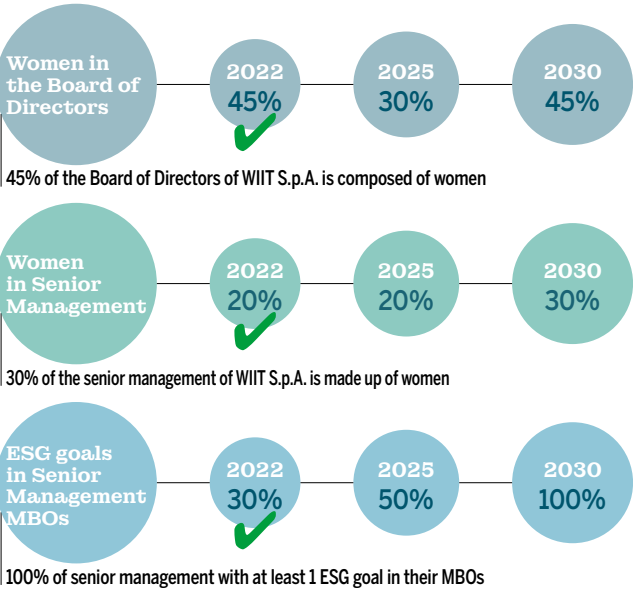 Women in
the Board of
Directors
2022
45%
2025
30%
2030
45%
45% of the Board of Directors of WIIT S.p.A. is composed of women
Women
in Senior
Management
2022
20%
2025
20%
2030
30%
30% of the senior management of WIIT S.p.A. is made up of women
ESG goals
in Senior
Management
MBOs
2022
30%
2025
50%
2030
100%
100% of senior management with at least 1 ESG goal in their MBOs